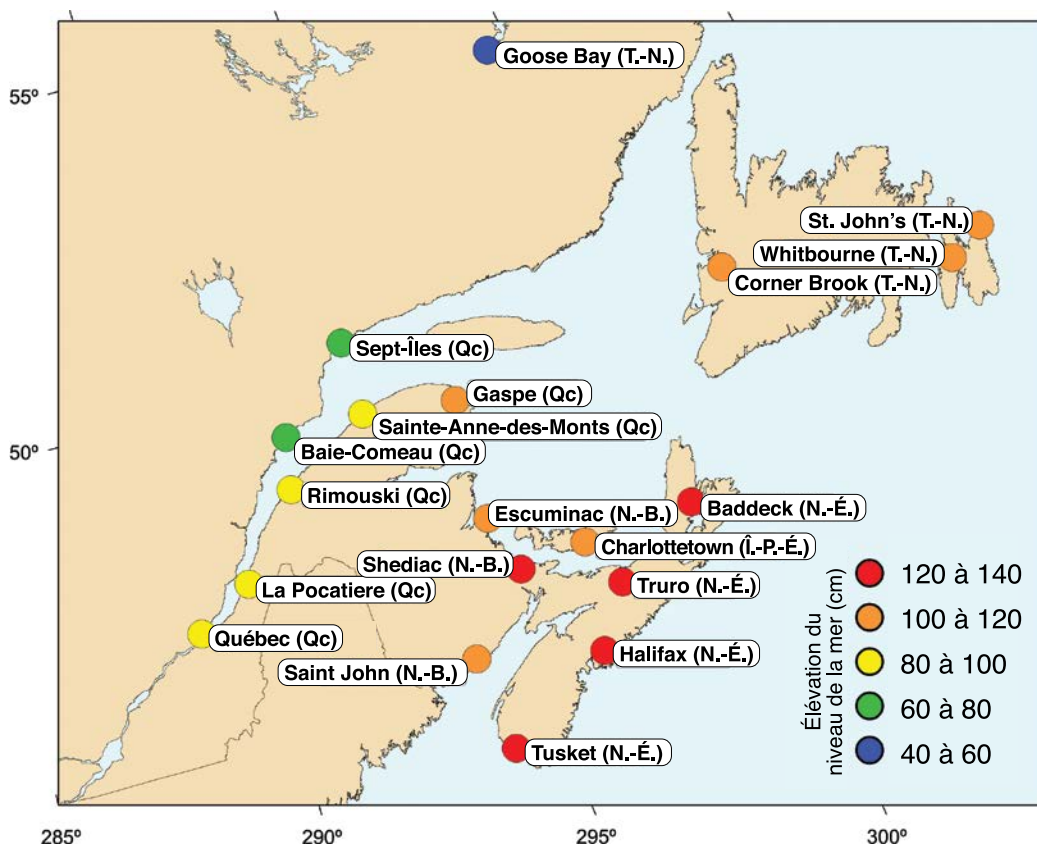 Goose Bay (T.-N.)
55º
St. John's (T.-N.)
Whitbourne (T.-N.)
Corner Brook (T.-N.)
Sept-Îles (Qc)
Gaspe (Qc)
Sainte-Anne-des-Monts (Qc)
50º
Baie-Comeau (Qc)
Rimouski (Qc)
Escuminac (N.-B.)
Baddeck (N.-É.)
Charlottetown (Î.-P.-É.)
Shediac (N.-B.)
Truro (N.-É.)
La Pocatiere (Qc)
Québec (Qc)
Halifax (N.-É.)
Saint John (N.-B.)
Tusket (N.-É.)
Élévation du
niveau de la mer (cm)
120 à 140
100 à 120
80 à 100
60 à 80
40 à 60
285º
290º
295º
300º